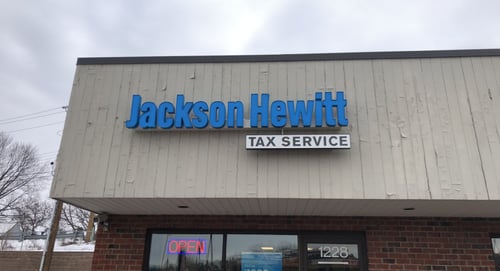 Jackson Hewitt
TAX SERVICE
OPEN
1228